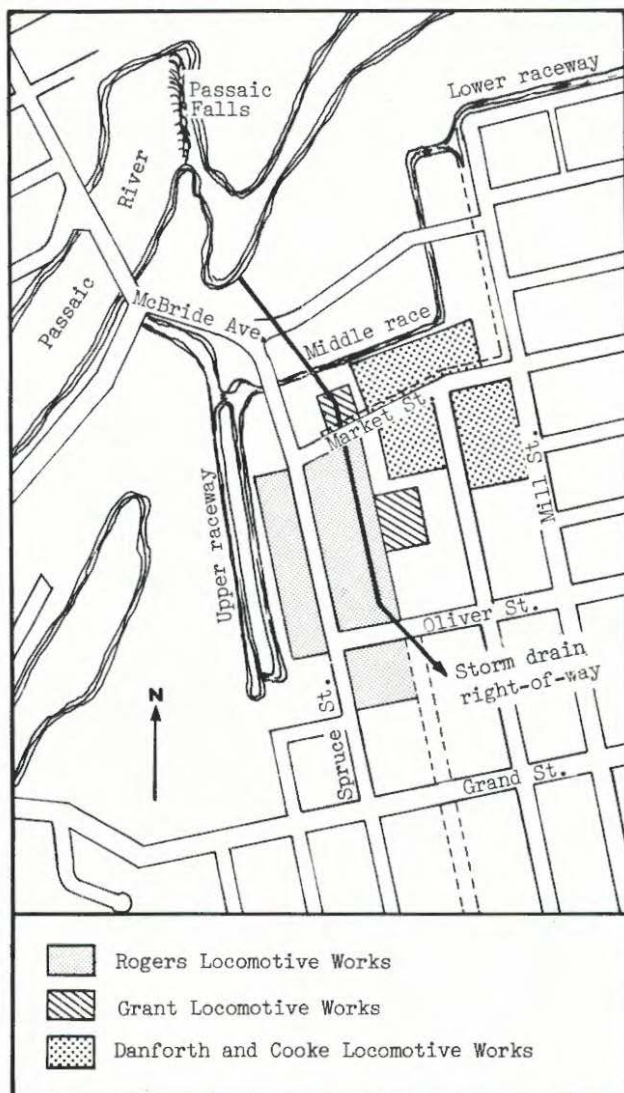 Lower raceway
Passaic
Falls
River
Passaic
McBride Ave.
Middle race
Market St.
Upper raceway
Mill St.
Oliver St.
Storm drain
right-of-way
N
Spruce St.
Grand St.
Rogers Locomotive Works
Grant Locomotive Works
Danforth and Cooke Locomotive Works